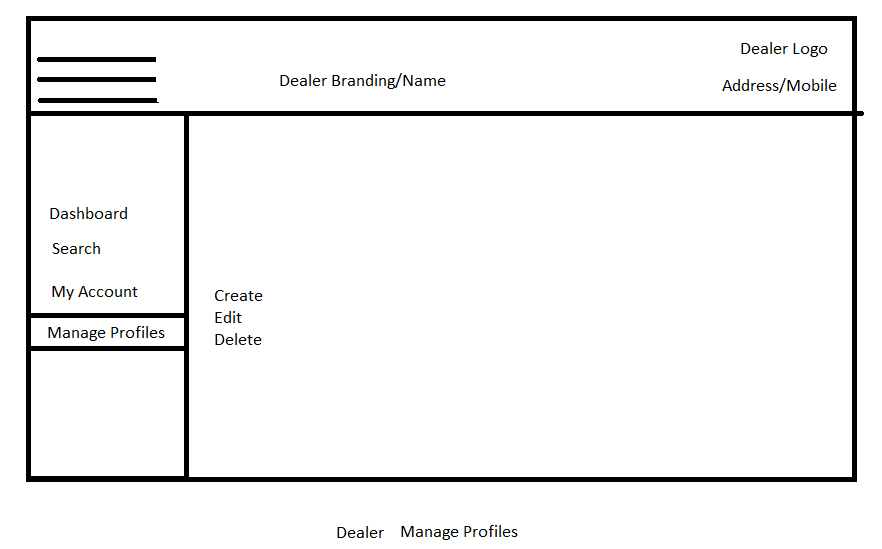 Dealer Logo
Dealer Branding/Name
Address/Mobile
Dashboard
Search
My Account
Manage Profiles
Create
Edit
Delete
Dealer Manage Profiles